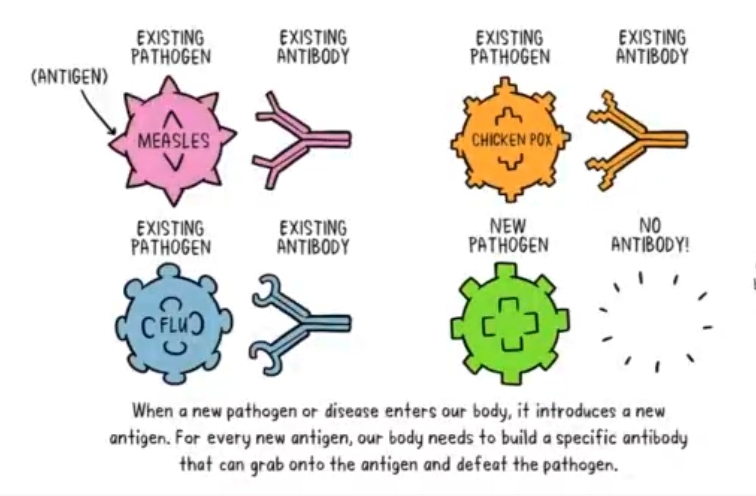 EXISTING
PATHOGEN
EXISTING
ANTIBODY
(ANTIGEN)
MEASLES
EXISTING
PATHOGEN
EXISTING
ANTIBODY
CHICKEN POX
EXISTING
PATHOGEN
EXISTING
ANTIBODY
FLU
NEW
PATHOGEN
NO
ANTIBODY!
When a new pathogen or disease enters our body, it introduces a new
antigen. For every new antigen, our body needs to build a specific antibody
that can grab onto the antigen and defeat the pathogen.